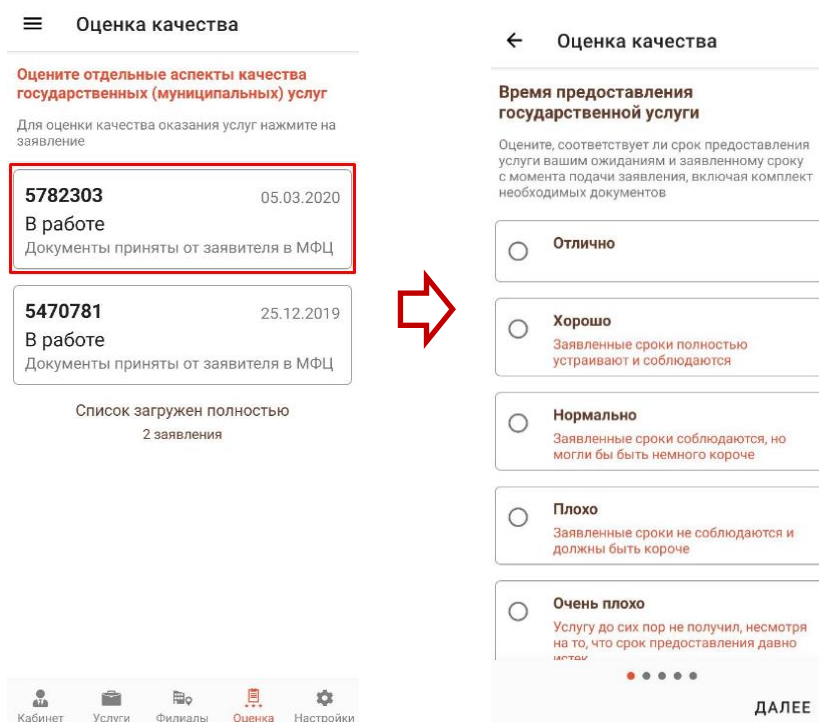 Оценка качества
Оцените отдельные аспекты качества
государственных (муниципальных) услуг
Для оценки качества оказания услуг нажмите на
заявление
5782303
05.03.2020
В работе
Документы приняты от заявителя в МФЦ
5470781
25.12.2019
В работе
Документы приняты от заявителя в МФЦ
Список загружен полностью
2 заявления
Кабинет
Услуги
Филиалы
Оценка
Настройки
Оценка качества
Время предоставления
государственной услуги
Оцените, соответствует ли срок предоставления
услуги вашим ожиданиям и заявленному сроку
с момента подачи заявления, включая комплект
необходимых документов
Отлично
Хорошо
Заявленные сроки полностью
устраивают и соблюдаются
Нормально
Заявленные сроки соблюдаются, но
могли бы быть немного короче
Плохо
Заявленные сроки не соблюдаются и
должны быть короче
Очень плохо
Услугу до сих пор не получил, несмотря
на то, что срок предоставления давно
истек
ДАЛЕЕ